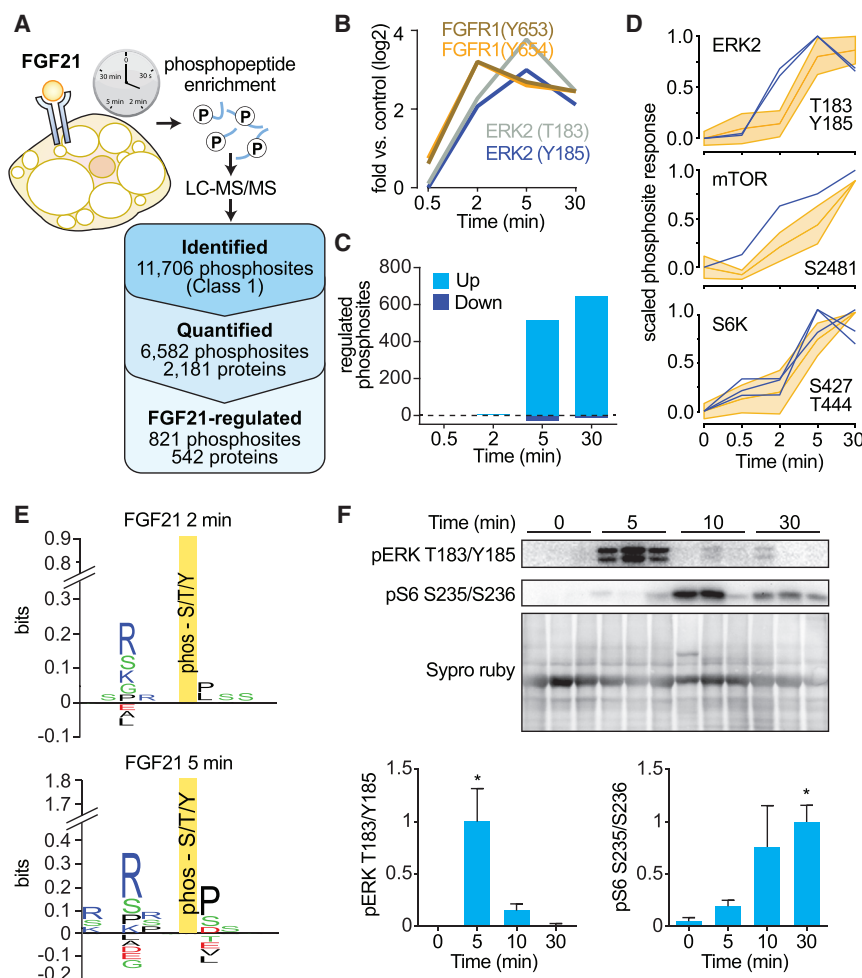 A
FGF21
0
30 min
30 s
5 min
2 min
phosphopeptide
enrichment
P
P
P
P
LC-MS/MS
Identified
11,706 phosphosites
(Class 1)
Quantified
6,582 phosphosites
2,181 proteins
FGF21-regulated
821 phosphosites
542 proteins
B
fold vs. control (log2)
4
2
0
FGFR1(Y653)
FGFR1(Y654)
ERK2 (T183)
ERK2 (Y185)
0.5 2 5 30
Time (min)
C
regulated
phosphosites
800
600
400
200
0
Up
Down
0.5 2 5 30
Time (min)
D
scaled phosphosite response
1.0
0.5
0.0
ERK2
T183
Y185
1.0
0.5
0.0
mTOR
S2481
1.0
0.5
0.0
S6K
S427
T444
0 0.5 2 5 30
Time (min)
E
FGF21 2 min
bits
0.9
0.8
0.3
0.2
0.1
0
-0.1
S
R
S
K
G
P
E
A
L
R
phos - S/T/Y
P
L
S
S
FGF21 5 min
bits
1.8
1.7
0.4
0.3
0.2
0.1
0
-0.1
-0.2
R
S
K
R
S
P
K
L
A
D
E
G
R
S
P
phos - S/T/Y
P
S
D
T
E
V
L
S
S
F
Time (min) 0 5 10 30
pERK T183/Y185
pS6 S235/S236
Sypro ruby
pERK T183/Y185
1.5
1
0.5
0
*
0 5 10 30
Time (min)
pS6 S235/S236
1.5
1
0.5
0
*
0 5 10 30
Time (min)